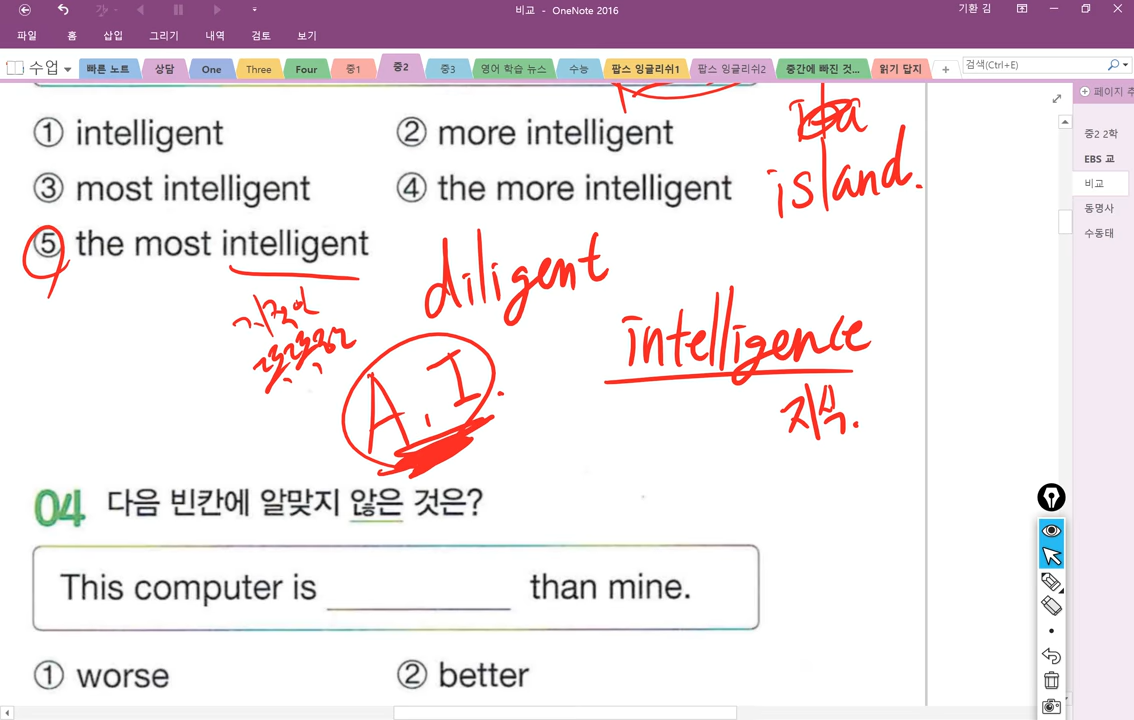 비교 - OneNote 2016
기환 김
파일 홈 삽입 그리기 내역 검토 보기
수업 빠른 노트 상담 One Three Four 중1 중2 중3 영어 학습 뉴스 수능 팝스 잉글리쉬1 팝스 잉글리쉬2 중간에 빠진 것... 읽기 답지 + 검색(Ctrl+E)
페이지 추
중2 2학
EBS 교
비교
동명사
수동태
① intelligent ② more intelligent
③ most intelligent ④ the more intelligent
island.
⑤ the most intelligent
diligent
intelligence
A.I.
04 다음 빈칸에 알맞지 않은 것은?
This computer is than mine.
① worse ② better